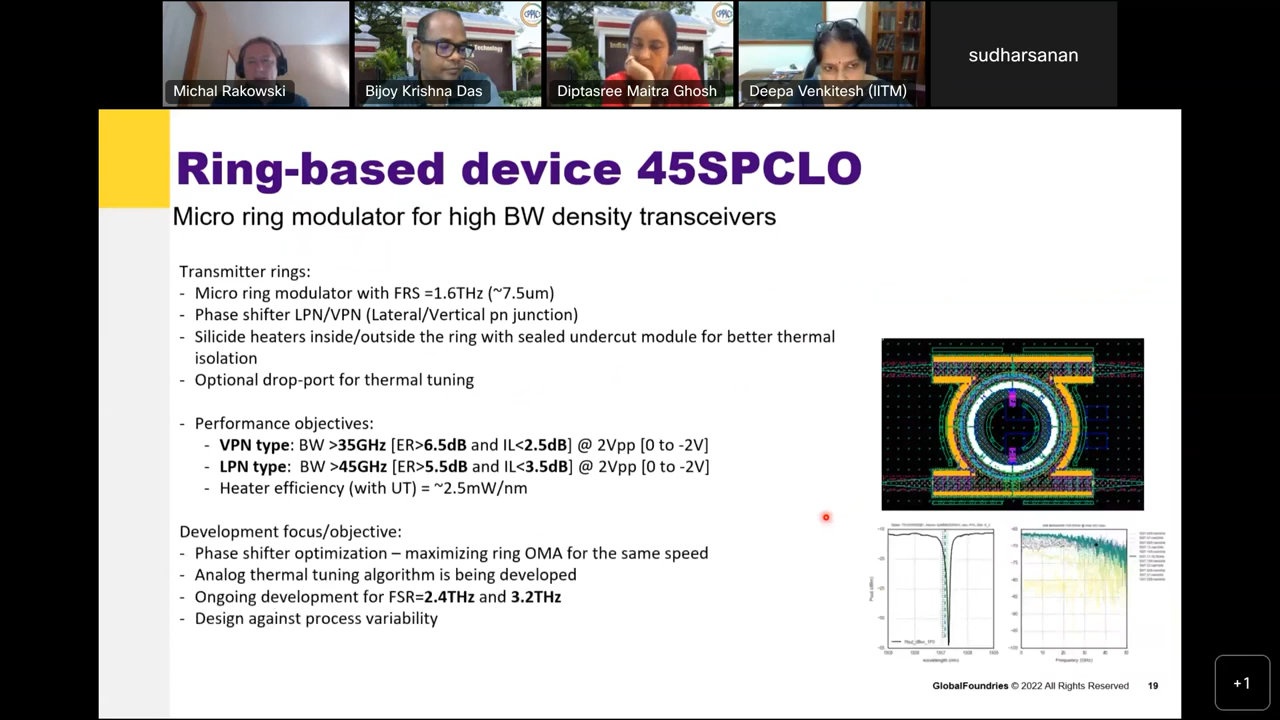 Technology
Indian
Technology
sudharsanan
Michal Rakowski
Bijoy Krishna Das
Diptasree Maitra Ghosh
Deepa Venkitesh (IITM)
Ring-based device 45SPCLO
Micro ring modulator for high BW density transceivers
Transmitter rings:
- Micro ring modulator with FRS =1.6THz (~7.5um)
- Phase shifter LPN/VPN (Lateral/Vertical pn junction)
- Silicide heaters inside/outside the ring with sealed undercut module for better thermal
isolation
- Optional drop-port for thermal tuning
- Performance objectives:
- VPN type: BW >35GHz [ER>6.5dB and IL<2.5dB] @ 2Vpp [0 to -2V]
- LPN type: BW >45GHz [ER>5.5dB and IL<3.5dB] @ 2Vpp [0 to -2V]
- Heater efficiency (with UT) = ~2.5mW/nm
Development focus/objective:
- Phase shifter optimization – maximizing ring OMA for the same speed
- Analog thermal tuning algorithm is being developed
- Ongoing development for FSR=2.4THz and 3.2THz
- Design against process variability
wavelength (nm)
Frequency (GHz)
GlobalFoundries © 2022 All Rights Reserved 19
+1